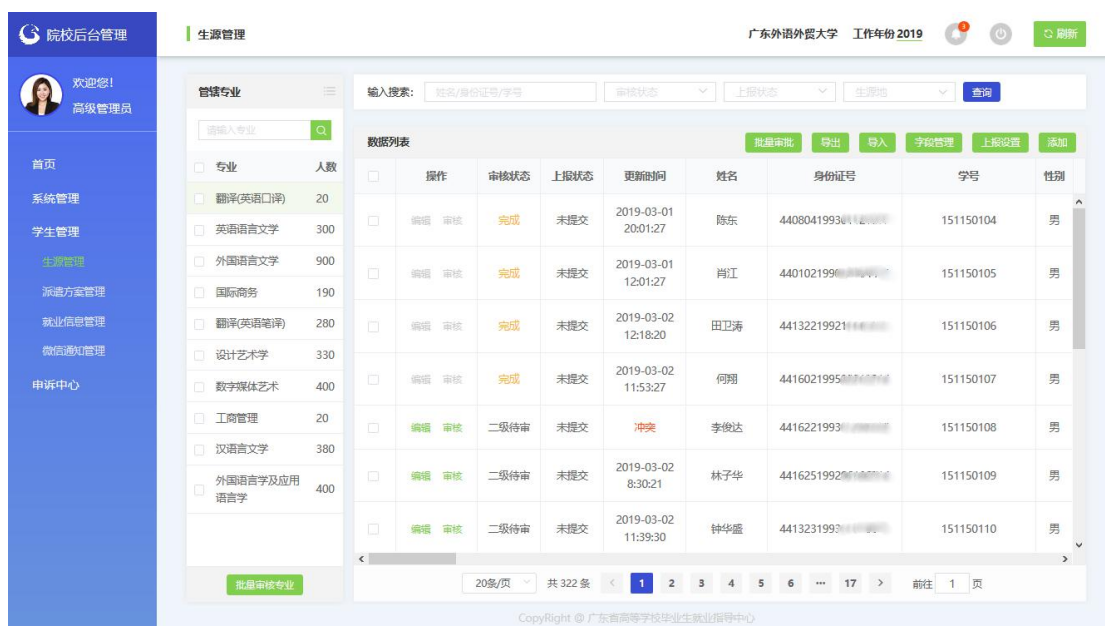 院校后台管理
生源管理
广东外语外贸大学 工作年份 2019
3
刷新
欢迎您!
高级管理员
首页
系统管理
学生管理
生源管理
派遣方案管理
就业信息管理
微信通知管理
申诉中心
管辖专业
请输入专业
专业 人数
翻译(英语口译) 20
英语语言文学 300
外国语言文学 900
国际商务 190
翻译(英语笔译) 280
设计艺术学 330
数字媒体艺术 400
工商管理 20
汉语言文学 380
外国语言学及应用
语言学 400
批量审核专业
输入搜索: 姓名/身份证号/学号 审核状态 上报状态 生源地 查询
数据列表 批量审批 导出 导入 字段管理 上报设置 添加
操作 审核状态 上报状态 更新时间 姓名 身份证号 学号 性别
编辑 审核 完成 未提交 2019-03-01 20:01:27 陈东 4408041993 151150104 男
编辑 审核 完成 未提交 2019-03-01 12:01:27 肖江 440102199 151150105 男
编辑 审核 完成 未提交 2019-03-02 12:18:20 田卫涛 44132219921 151150106 男
编辑 审核 完成 未提交 2019-03-02 11:53:27 何翔 4416021995 151150107 男
编辑 审核 二级待审 未提交 冲突 李俊达 4416221993 151150108 男
编辑 审核 二级待审 未提交 2019-03-02 8:30:21 林子华 441625199 151150109 男
编辑 审核 二级待审 未提交 2019-03-02 11:39:30 钟华盛 441323199 151150110 男
20条/页 共 322 条 < 1 2 3 4 5 6 ··· 17 > 前往 1 页
CopyRight @ 广东省高等学校毕业生就业指导中心